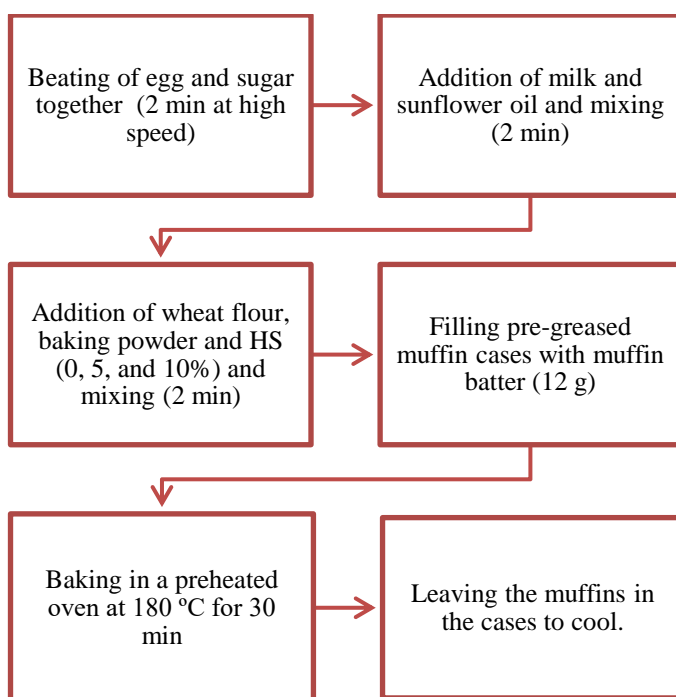 Beating of egg and sugar
together (2 min at high
speed)
Addition of milk and
sunflower oil and mixing
(2 min)
Addition of wheat flour,
baking powder and HS
(0, 5, and 10%) and
mixing (2 min)
Filling pre-greased
muffin cases with muffin
batter (12 g)
Baking in a preheated
oven at 180 ºC for 30
min
Leaving the muffins in
the cases to cool.